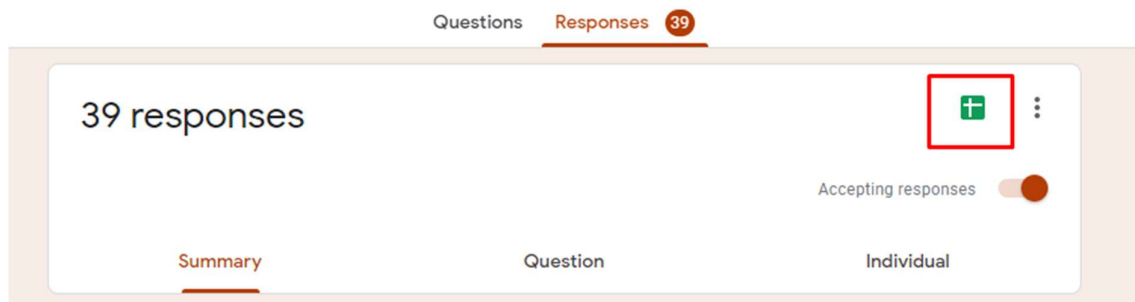 Questions Responses 39
39 responses
Accepting responses
Summary Question Individual